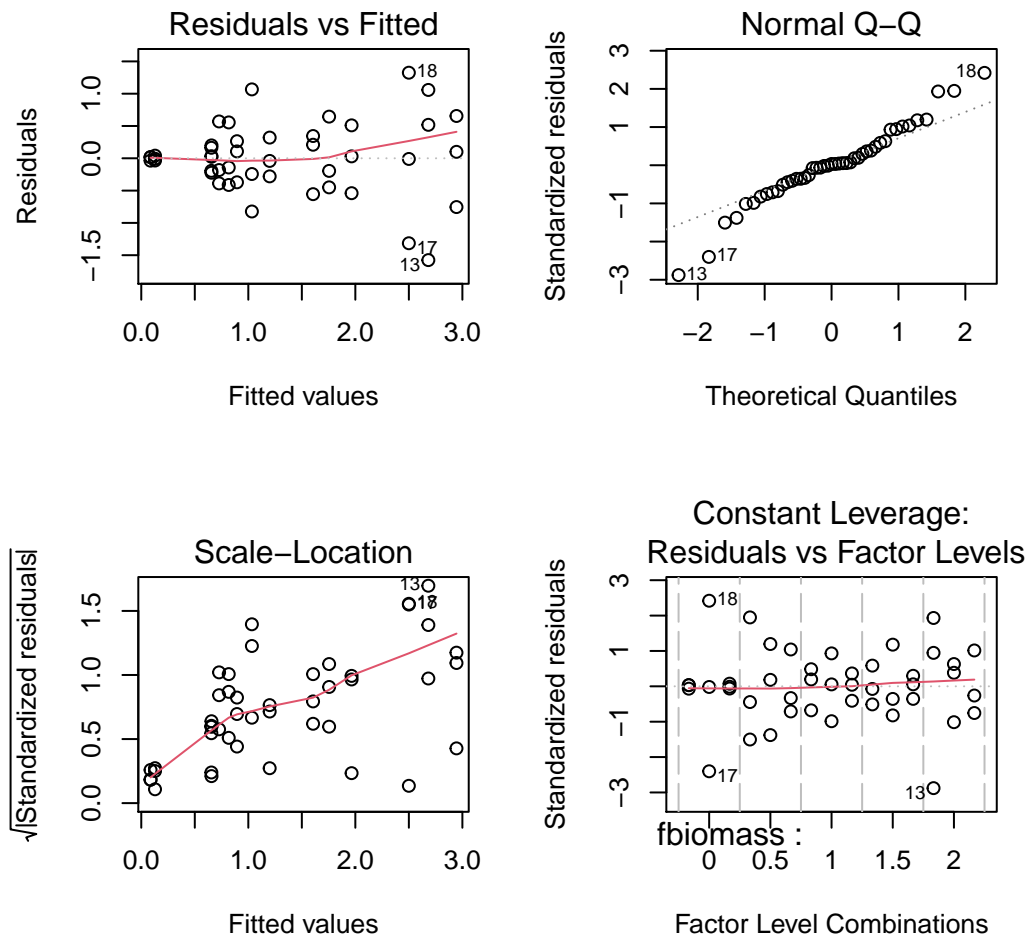 Residuals vs Fitted
Residuals
1.0
0.0
−1.5
18
17
13
0.0 1.0 2.0 3.0
Fitted values
Normal Q−Q
Standardized residuals
3
2
1
−1
−3
18
17
13
−2 −1 0 1 2
Theoretical Quantiles
Scale−Location
√|Standardized residuals|
1.5
1.0
0.5
0.0
13
18
17
0.0 1.0 2.0 3.0
Fitted values
Constant Leverage:
Residuals vs Factor Levels
Standardized residuals
3
1
−1
−3
18
17
13
fbiomass :
0 0.5 1 1.5 2
Factor Level Combinations